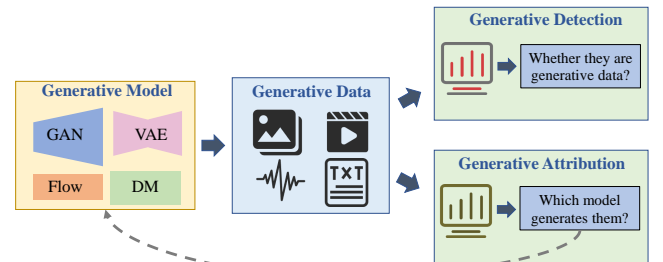 Generative Model
GAN
VAE
Flow
DM
Generative Data
TXT
Generative Detection
Whether they are
generative data?
Generative Attribution
Which model
generates them?